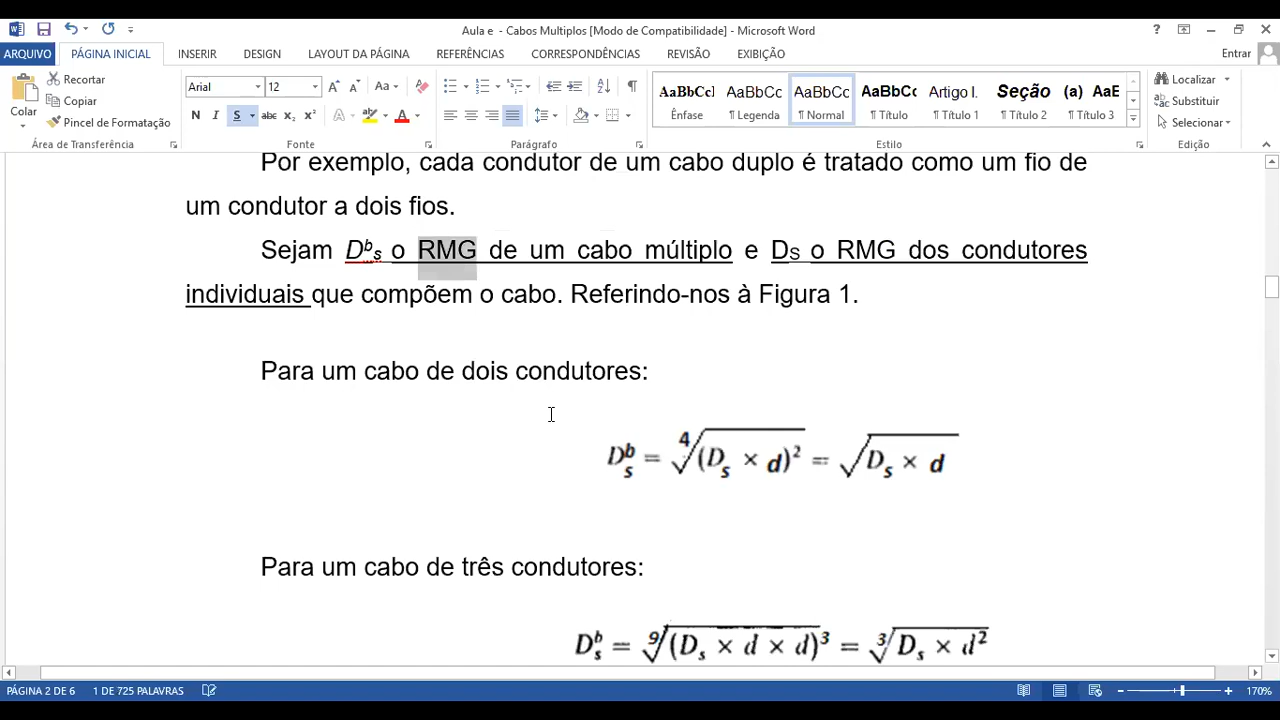 Aula e - Cabos Multiplos [Modo de Compatibilidade] - Microsoft Word
ARQUIVO PÁGINA INICIAL INSERIR DESIGN LAYOUT DA PÁGINA REFERÊNCIAS CORRESPONDÊNCIAS REVISÃO EXIBIÇÃO Entrar
Colar
Recortar
Copiar
Pincel de Formatação
Área de Transferência
Arial 12
N I S abc x₂ x²
Fonte
Parágrafo
AaBbCcl AaBbCc AaBbCc AaBbCc Artigo I. Seção (a) AaE
Ênfase ¶ Legenda ¶ Normal ¶ Título ¶ Título 1 ¶ Título 2 ¶ Título 3
Estilo
Localizar
Substituir
Selecionar
Edição
Por exemplo, cada condutor de um cabo duplo é tratado como um fio de
um condutor a dois fios.
Sejam Dᵇₛ o RMG de um cabo múltiplo e Ds o RMG dos condutores
individuais que compõem o cabo. Referindo-nos à Figura 1.
Para um cabo de dois condutores:
Dₛᵇ = ⁴√(Dₛ × d)² = √Dₛ × d
Para um cabo de três condutores:
Dₛᵇ = ⁹√(Dₛ × d × d)³ = ³√Dₛ × d²
PÁGINA 2 DE 6 1 DE 725 PALAVRAS 170%